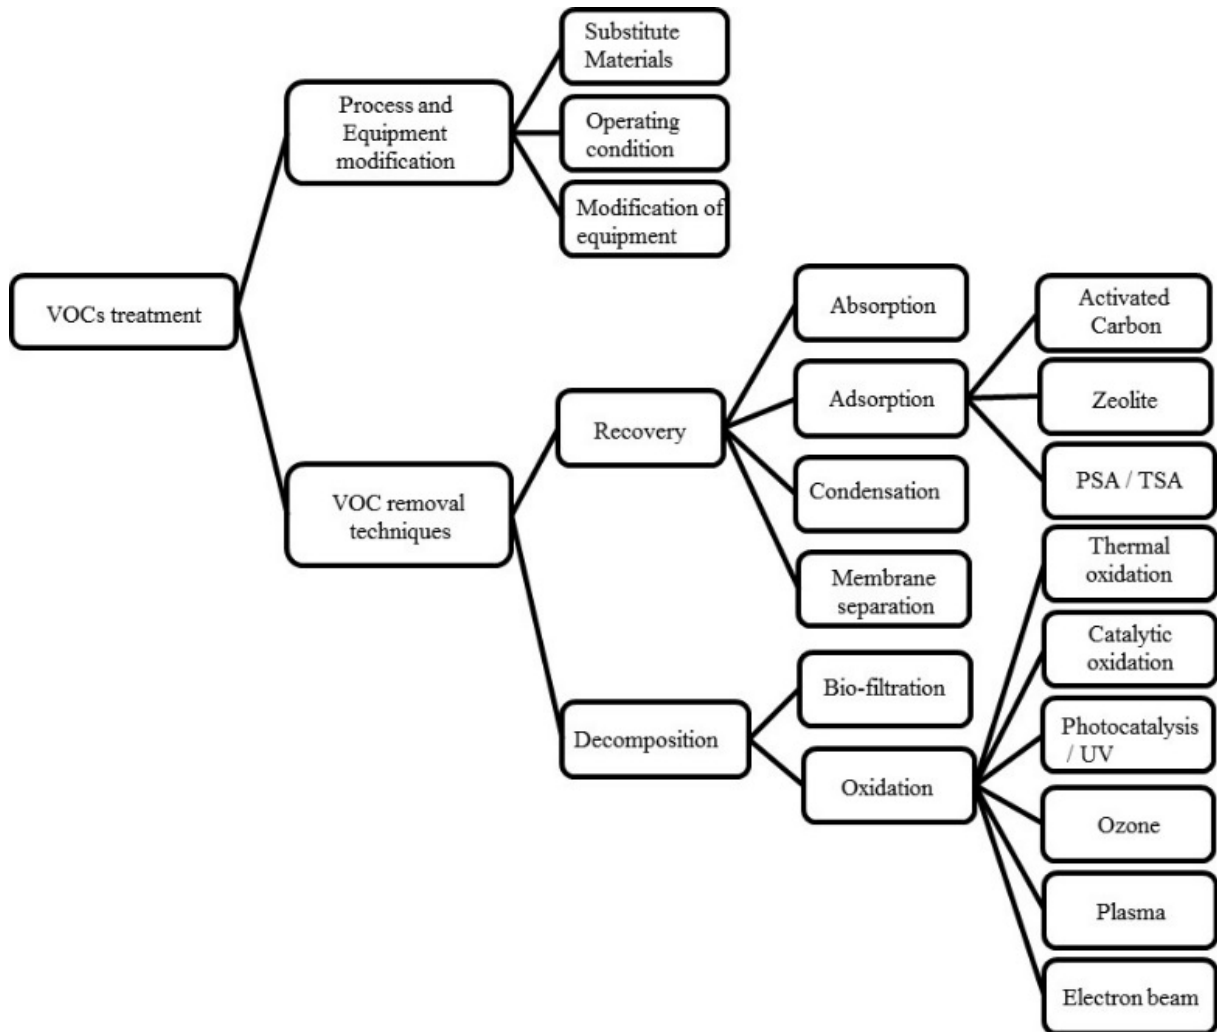 Substitute
Materials
Process and
Equipment
modification
Operating
condition
Modification of
equipment
VOCs treatment
Absorption
Activated
Carbon
Recovery
Adsorption
Zeolite
VOC removal
techniques
Condensation
PSA / TSA
Membrane
separation
Thermal
oxidation
Decomposition
Bio-filtration
Catalytic
oxidation
Oxidation
Photocatalysis
/ UV
Ozone
Plasma
Electron beam